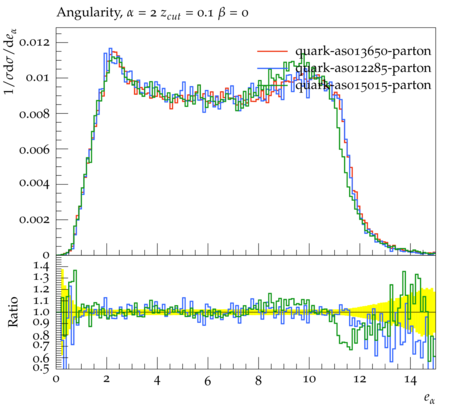 Angularity, α = 2 z_cut = 0.1 β = 0
1/σdσ/de_α
quark-as013650-parton
quark-as012285-parton
quark-as015015-parton
0.012
0.01
0.008
0.006
0.004
0.002
0
Ratio
1.4
1.3
1.2
1.1
1.0
0.9
0.8
0.7
0.6
0.5
0 2 4 6 8 10 12 14
e_α